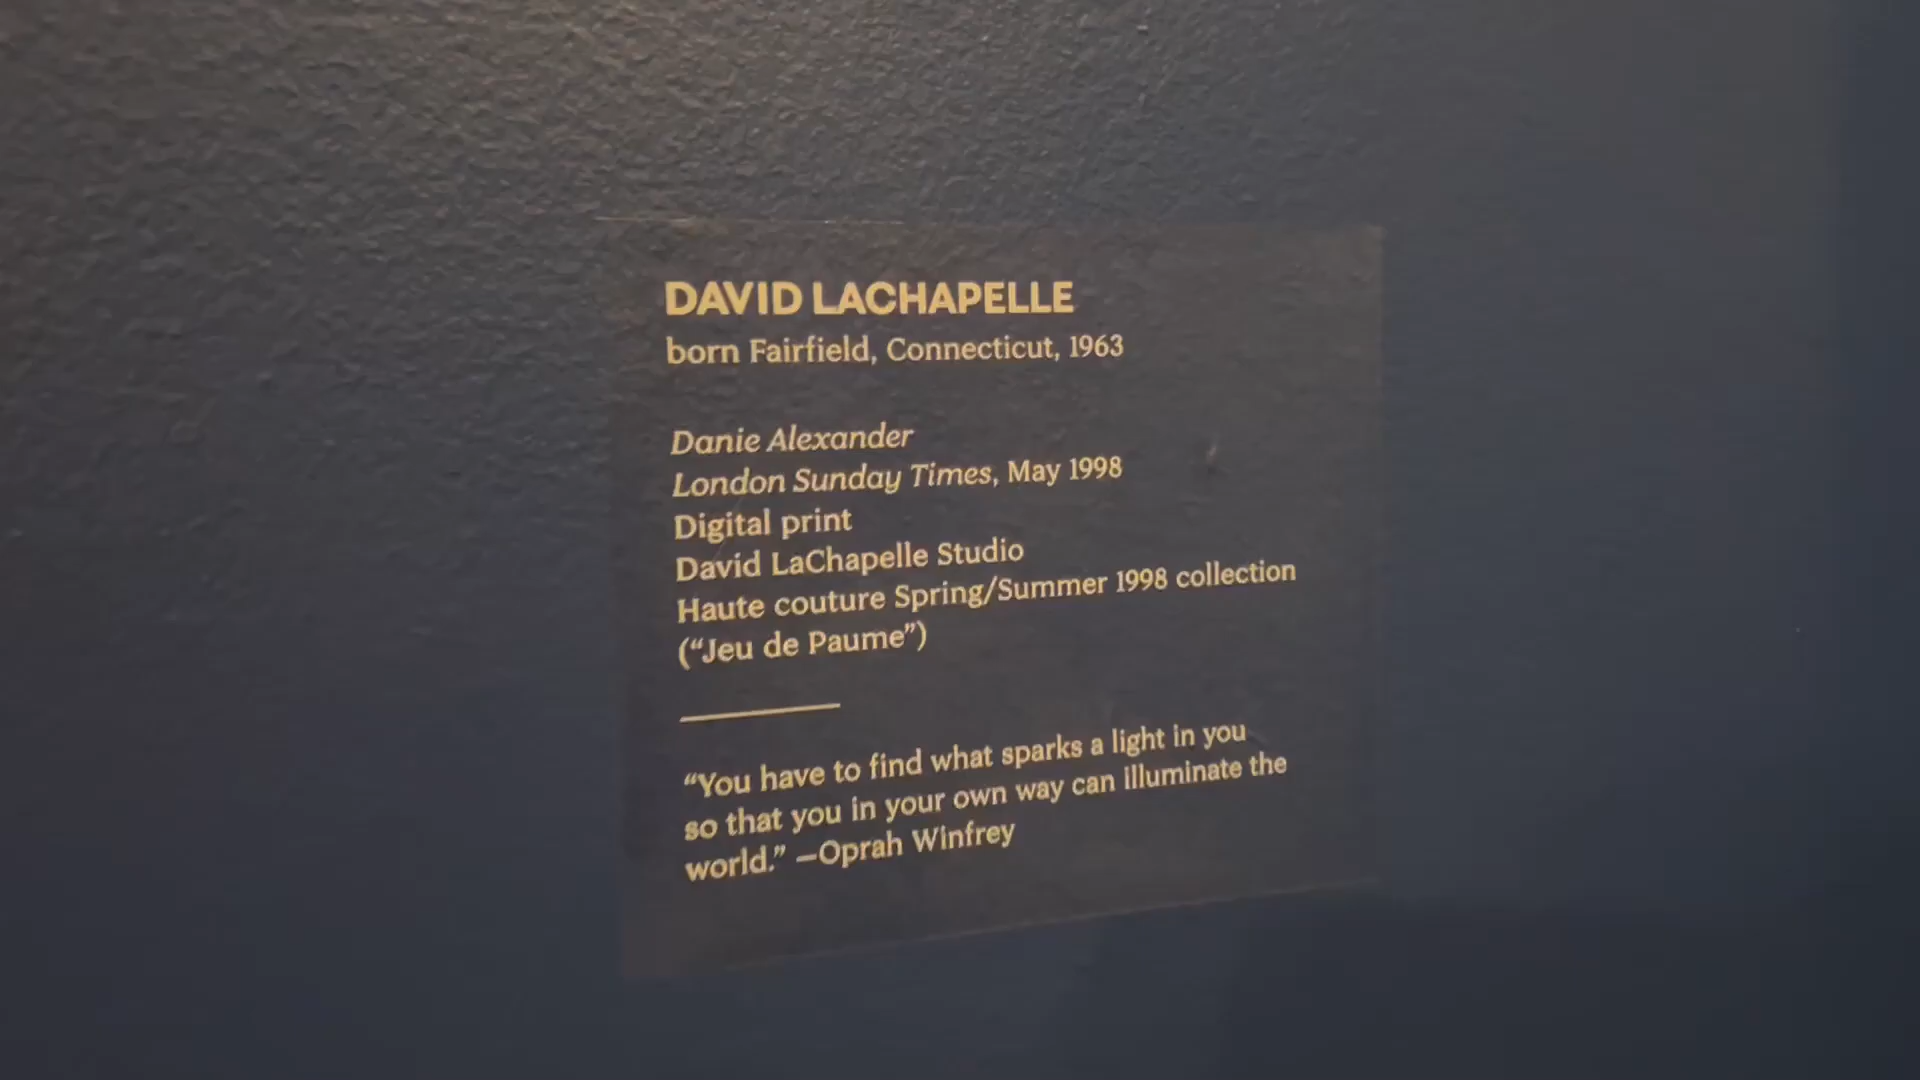 DAVID LACHAPELLE
born Fairfield, Connecticut, 1963
Danie Alexander
London Sunday Times, May 1998
Digital print
David LaChapelle Studio
Haute couture Spring/Summer 1998 collection
(“Jeu de Paume”)
“You have to find what sparks a light in you
so that you in your own way can illuminate the
world.” —Oprah Winfrey